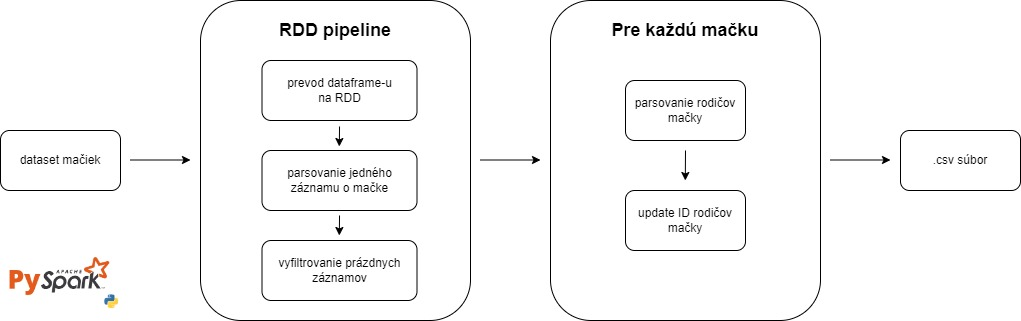 dataset mačiek
RDD pipeline
prevod dataframe-u
na RDD
parsovanie jedného
záznamu o mačke
vyfiltrovanie prázdnych
záznamov
Pre každú mačku
parsovanie rodičov
mačky
update ID rodičov
mačky
.csv súbor
APACHE
PySpark